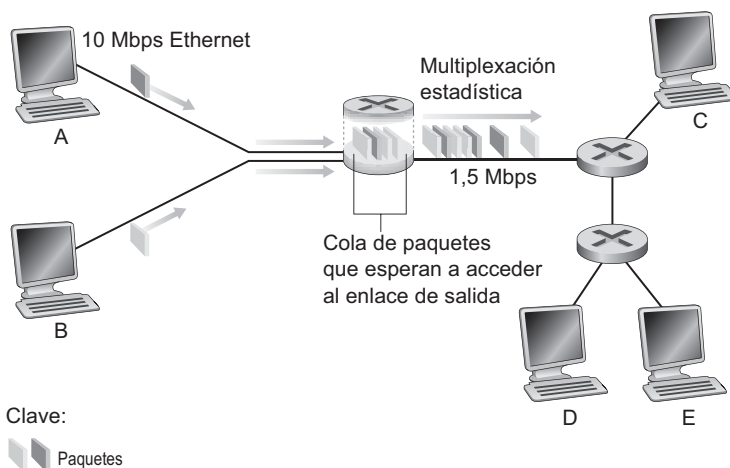 10 Mbps Ethernet
A
Multiplexación
estadística
C
1,5 Mbps
Cola de paquetes
que esperan a acceder
al enlace de salida
B
D
E
Clave:
Paquetes